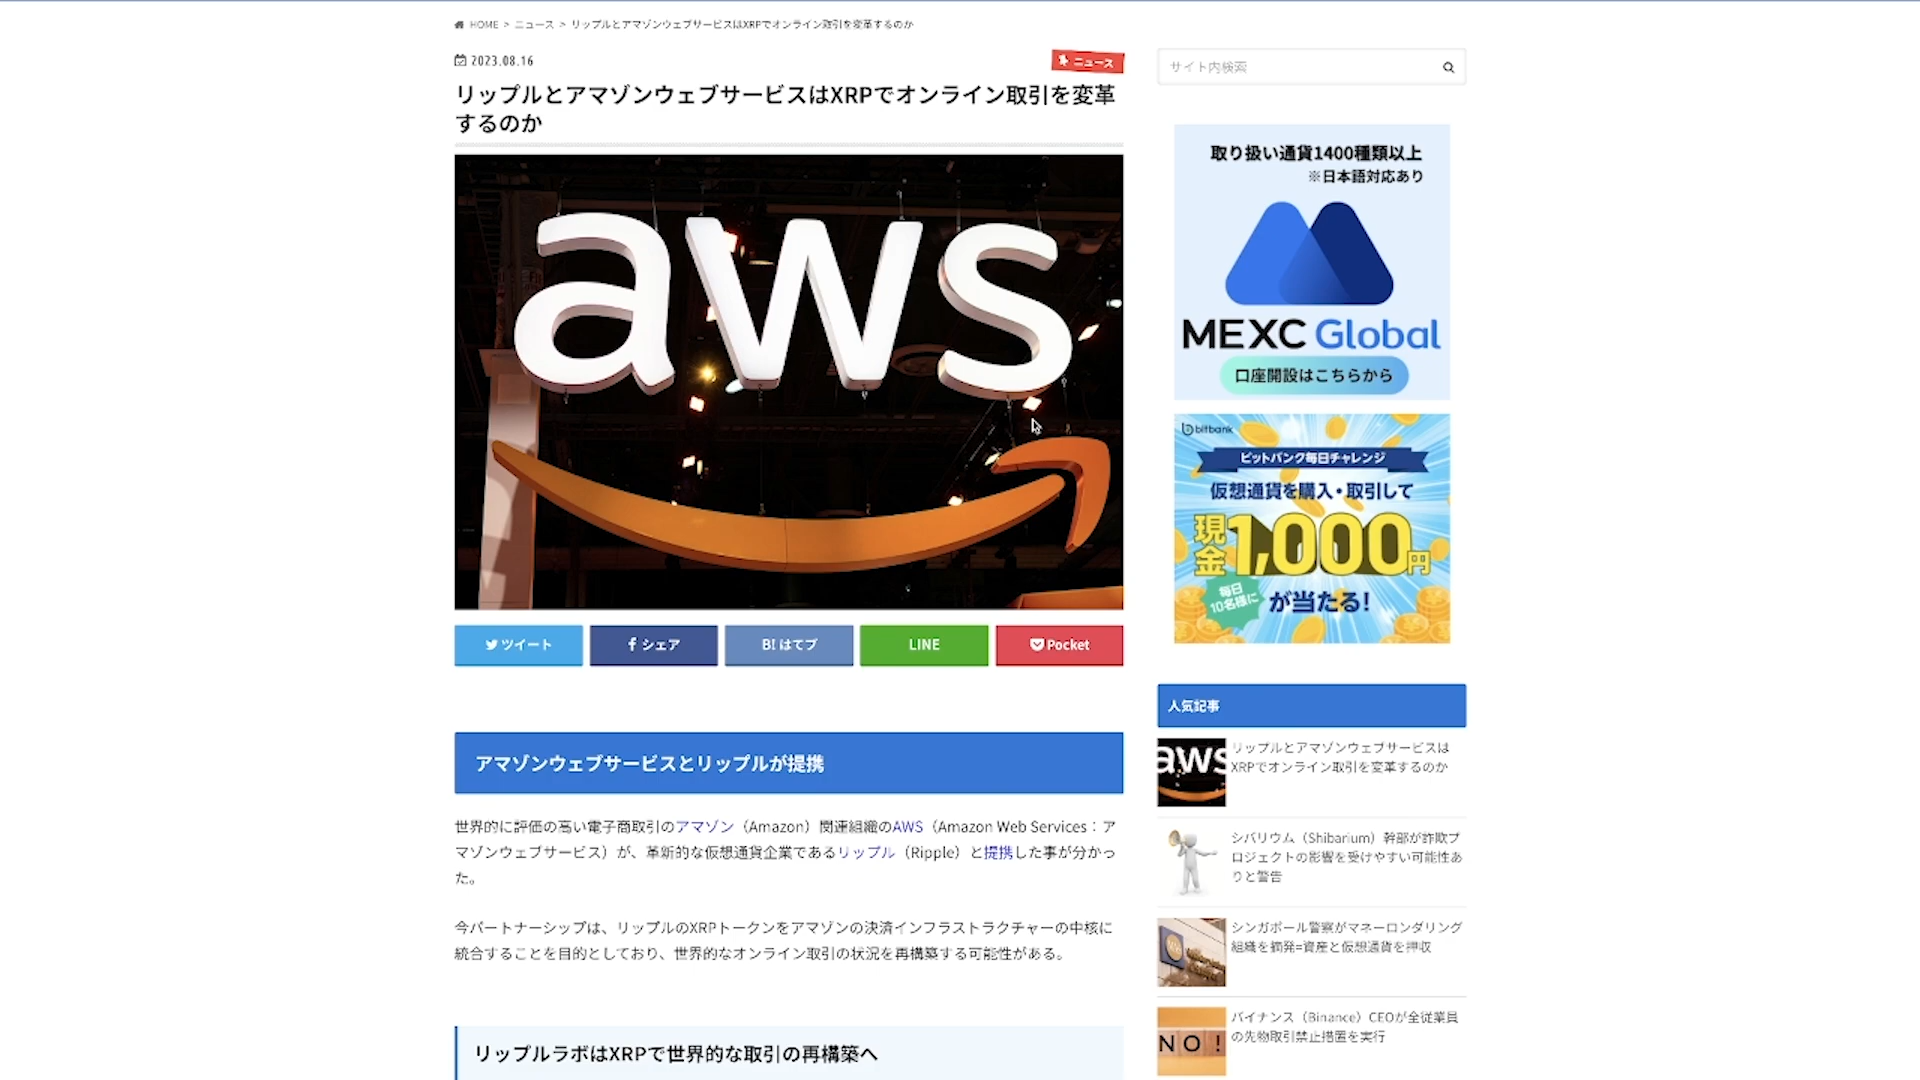 HOME > ニュース > リップルとアマゾンウェブサービスはXRPでオンライン取引を変革するのか
2023.08.16
ニュース
リップルとアマゾンウェブサービスはXRPでオンライン取引を変革
するのか
aws
ツイート
シェア
B! はてブ
LINE
Pocket
アマゾンウェブサービスとリップルが提携
世界的に評価の高い電子商取引のアマゾン（Amazon）関連組織のAWS（Amazon Web Services：ア
マゾンウェブサービス）が、革新的な仮想通貨企業であるリップル（Ripple）と提携した事が分かっ
た。
今パートナーシップは、リップルのXRPトークンをアマゾンの決済インフラストラクチャーの中核に
統合することを目的としており、世界的なオンライン取引の状況を再構築する可能性がある。
リップルラボはXRPで世界的な取引の再構築へ
サイト内検索
取り扱い通貨1400種類以上
※日本語対応あり
MEXC Global
口座開設はこちらから
bitbank
ビットバンク毎日チャレンジ
仮想通貨を購入・取引して
現金1,000円
毎日
10名様に
が当たる!
人気記事
aws
リップルとアマゾンウェブサービスは
XRPでオンライン取引を変革するのか
シバリウム（Shibarium）幹部が詐欺プ
ロジェクトの影響を受けやすい可能性あ
りと警告
シンガポール警察がマネーロンダリング
組織を摘発=資産と仮想通貨を押収
バイナンス（Binance）CEOが全従業員
の先物取引禁止措置を実行
NO!